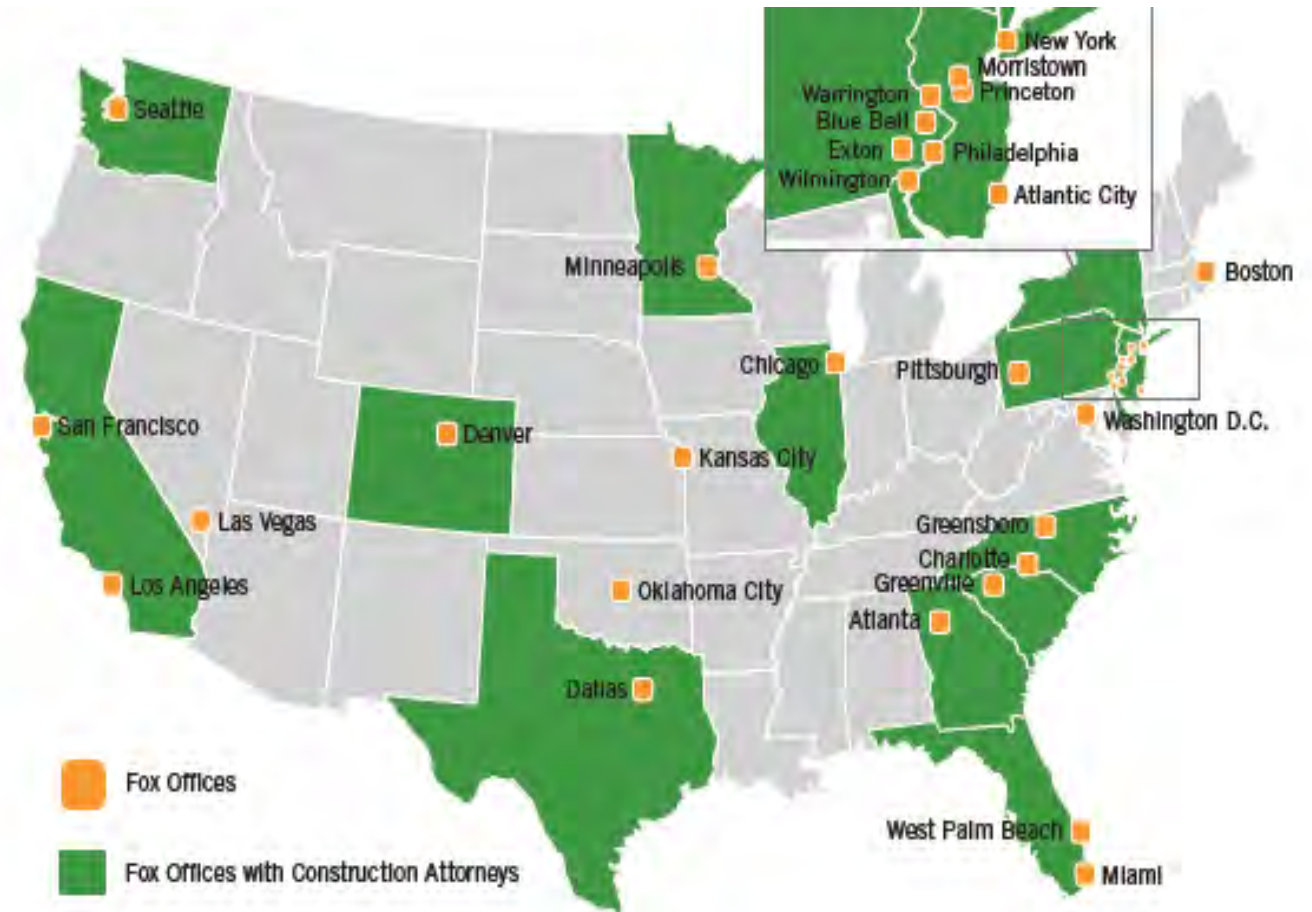 New York
Morristown
Princeton
Warrington
Blue Bell
Exton
Philadelphia
Wilmington
Atlantic City
Seattle
Minneapolis
Boston
Chicago
Pittsburgh
Washington D.C.
San Francisco
Denver
Kansas City
Las Vegas
Greensboro
Charlotte
Greenville
Los Angeles
Oklahoma City
Atlanta
Dallas
Fox Offices
West Palm Beach
Fox Offices with Construction Attorneys
Miami